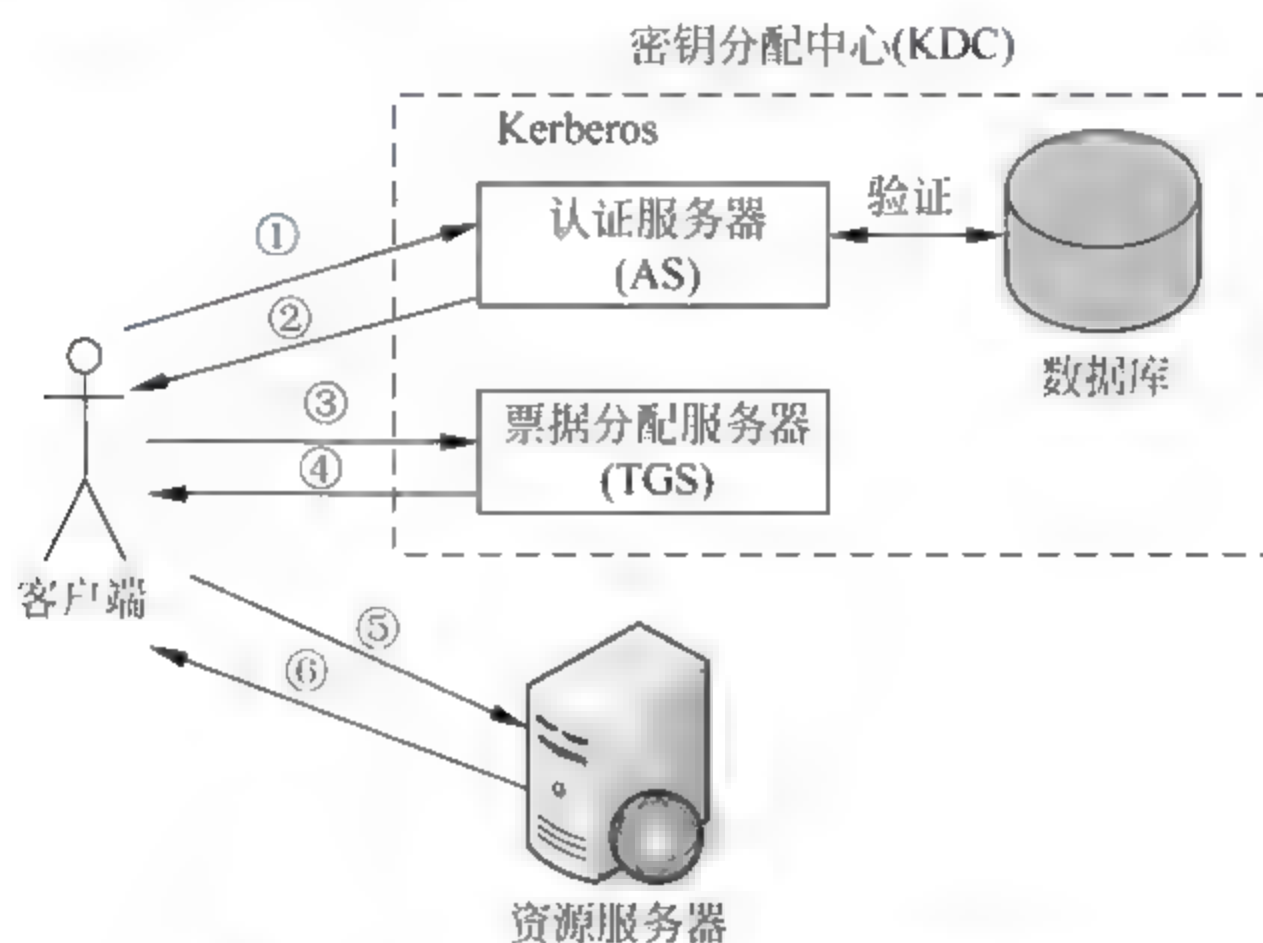 密钥分配中心(KDC)
Kerberos
认证服务器
(AS)
验证
数据库
①
②
③
④
票据分配服务器
(TGS)
客户端
⑤
⑥
资源服务器